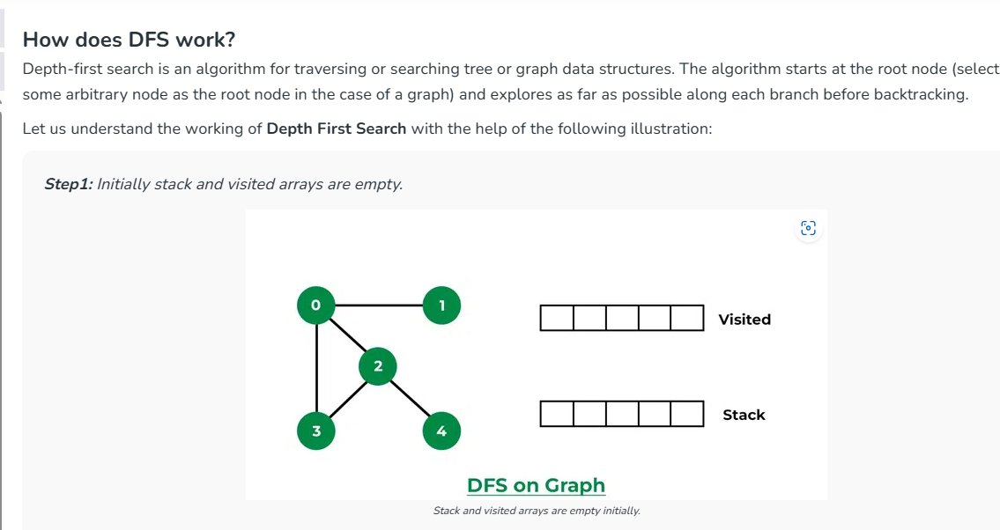 How does DFS work?
Depth-first search is an algorithm for traversing or searching tree or graph data structures. The algorithm starts at the root node (select
some arbitrary node as the root node in the case of a graph) and explores as far as possible along each branch before backtracking.
Let us understand the working of Depth First Search with the help of the following illustration:
Step1: Initially stack and visited arrays are empty.
0
1
Visited
2
Stack
3
4
DFS on Graph
Stack and visited arrays are empty initially.